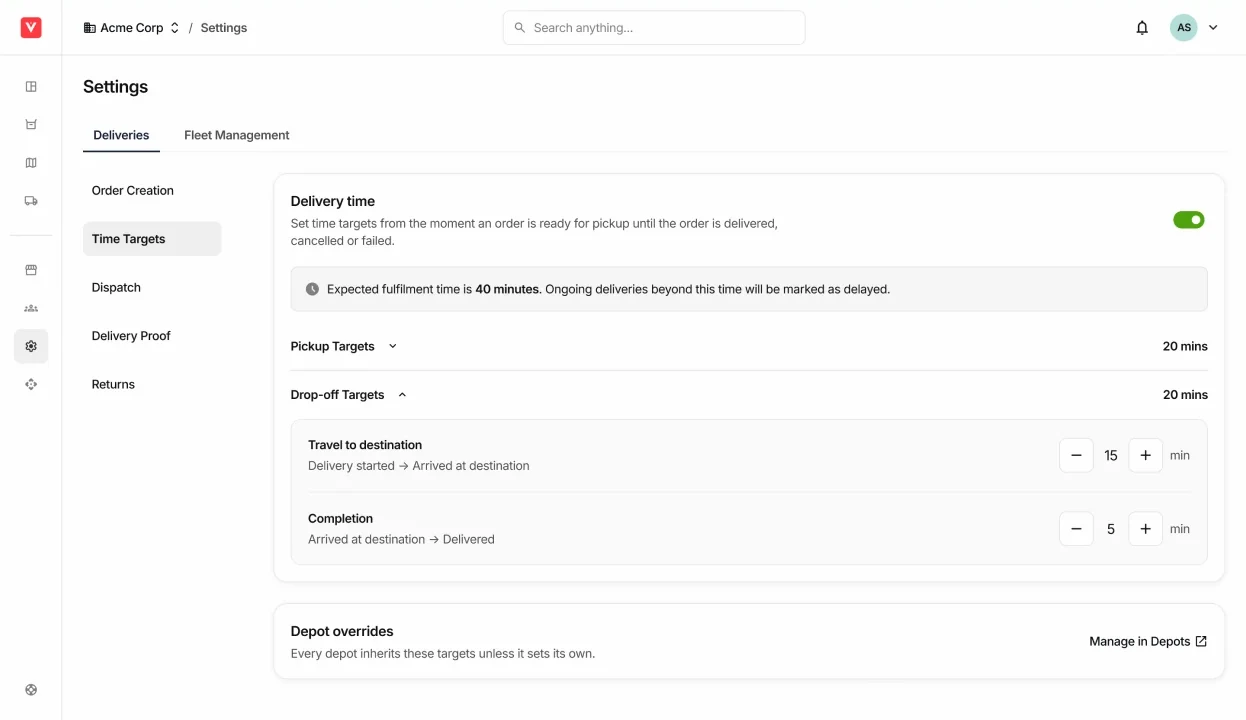 V
Acme Corp / Settings
Search anything...
AS
Settings
Deliveries
Fleet Management
Order Creation
Time Targets
Dispatch
Delivery Proof
Returns
Delivery time
Set time targets from the moment an order is ready for pickup until the order is delivered,
cancelled or failed.
Expected fulfilment time is 40 minutes. Ongoing deliveries beyond this time will be marked as delayed.
Pickup Targets
20 mins
Drop-off Targets
20 mins
Travel to destination
Delivery started → Arrived at destination
− 15 + min
Completion
Arrived at destination → Delivered
− 5 + min
Depot overrides
Every depot inherits these targets unless it sets its own.
Manage in Depots